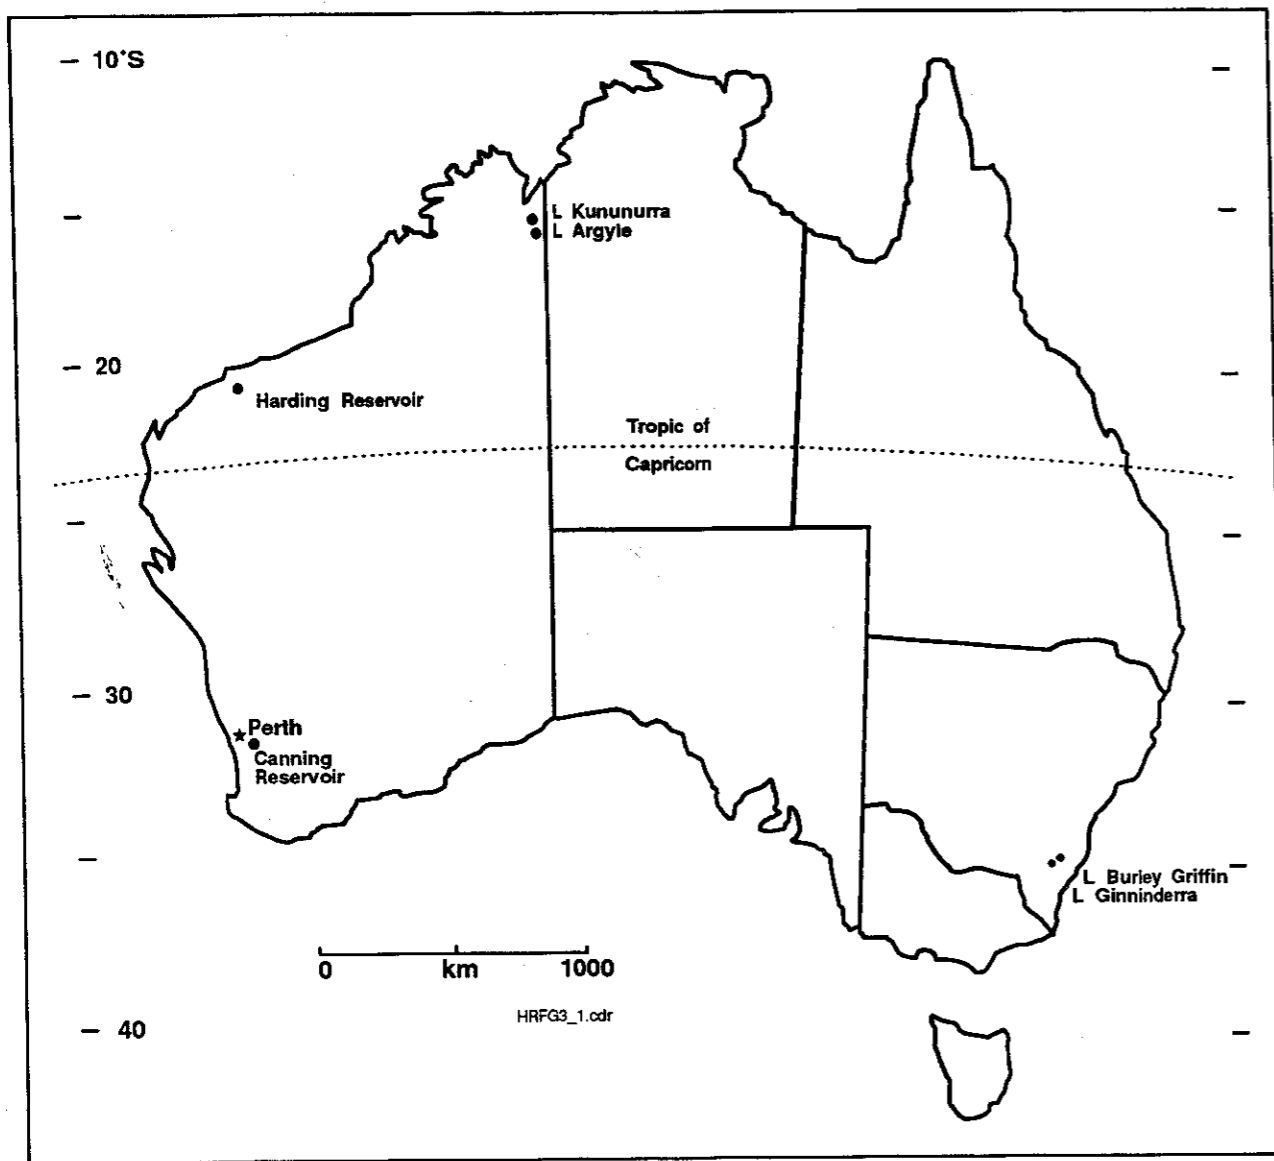 10°S
L Kununurra
L Argyle
20
Harding Reservoir
Tropic of
Capricorn
30
Perth
Canning
Reservoir
L Burley Griffin
L Ginninderra
0 km 1000
HRFG3_1.cdr
40